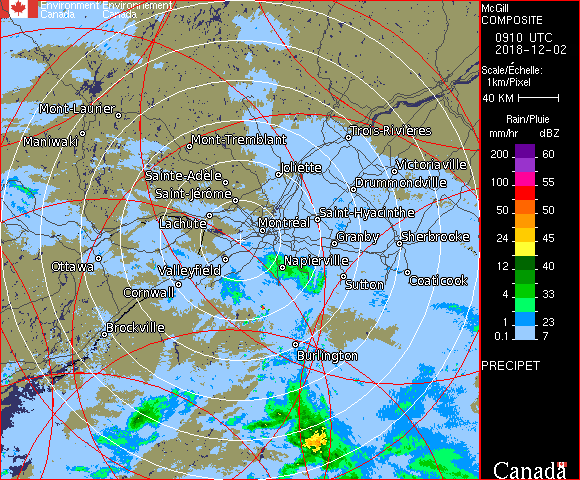 Environment Environnement
Canada Canada
McGill
COMPOSITE
0910 UTC
2018-12-02
Scale/Échelle:
1km/Pixel
40 KM
Rain/Pluie
mm/hr dBZ
200 60
100 55
50 50
24 45
12 40
4 33
1 23
0.1 7
PRECIPET
Canada
Mont-Laurier
Maniwaki
Mont-Tremblant
Trois-Rivières
Sainte-Adèle
Joliette
Victoriaville
Saint-Jérôme
Drummondville
Lachute
Montréal
Saint-Hyacinthe
Granby
Sherbrooke
Ottawa
Valleyfield
Napierville
Cornwall
Sutton
Coaticook
Brockville
Burlington